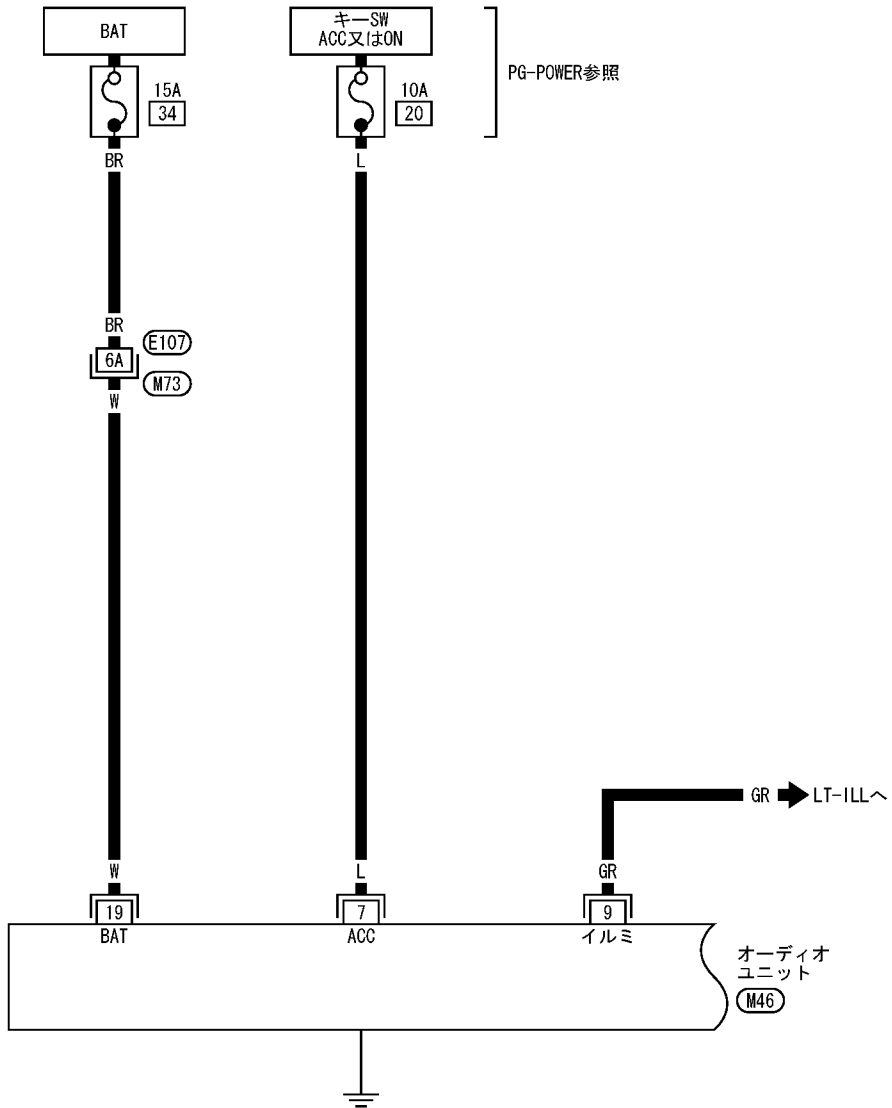 BAT
キーSW
ACC又はON
PG-POWER参照
15A
34
10A
20
BR
L
BR
E107
6A
M73
W
GR
LT-ILLへ
W
L
GR
19
7
9
BAT
ACC
イルミ
オーディオ
ユニット
M46